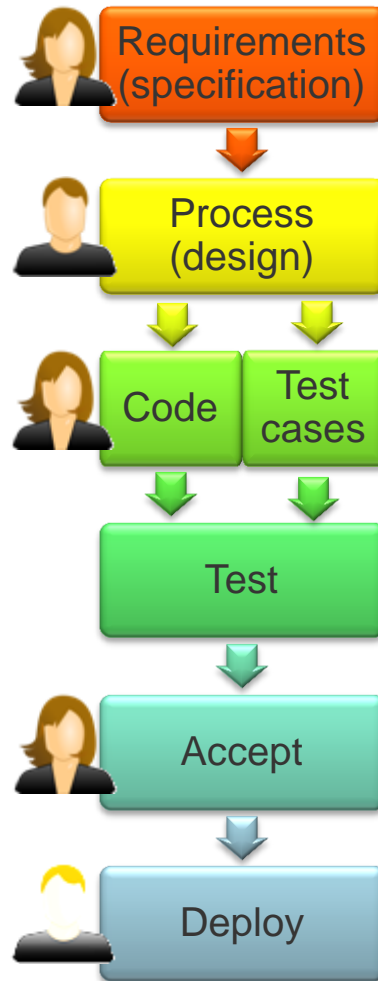 Requirements
(specification)
Process
(design)
Code
Test
cases
Test
Accept
Deploy